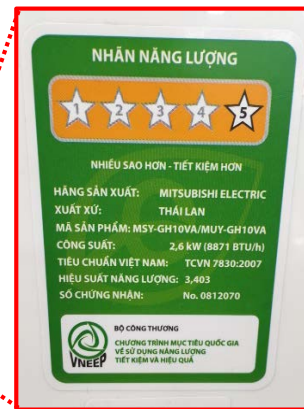 NHÃN NĂNG LƯỢNG
1 2 3 4 5
NHIỀU SAO HƠN - TIẾT KIỆM HƠN
HÃNG SẢN XUẤT: MITSUBISHI ELECTRIC
XUẤT XỨ: THÁI LAN
MÃ SẢN PHẨM: MSY-GH10VA/MUY-GH10VA
CÔNG SUẤT: 2,6 kW (8871 BTU/h)
TIÊU CHUẨN VIỆT NAM: TCVN 7830:2007
HIỆU SUẤT NĂNG LƯỢNG: 3,403
SỐ CHỨNG NHẬN: No. 0812070
BỘ CÔNG THƯƠNG
CHƯƠNG TRÌNH MỤC TIÊU QUỐC GIA
VỀ SỬ DỤNG NĂNG LƯỢNG
TIẾT KIỆM VÀ HIỆU QUẢ
VNEEP